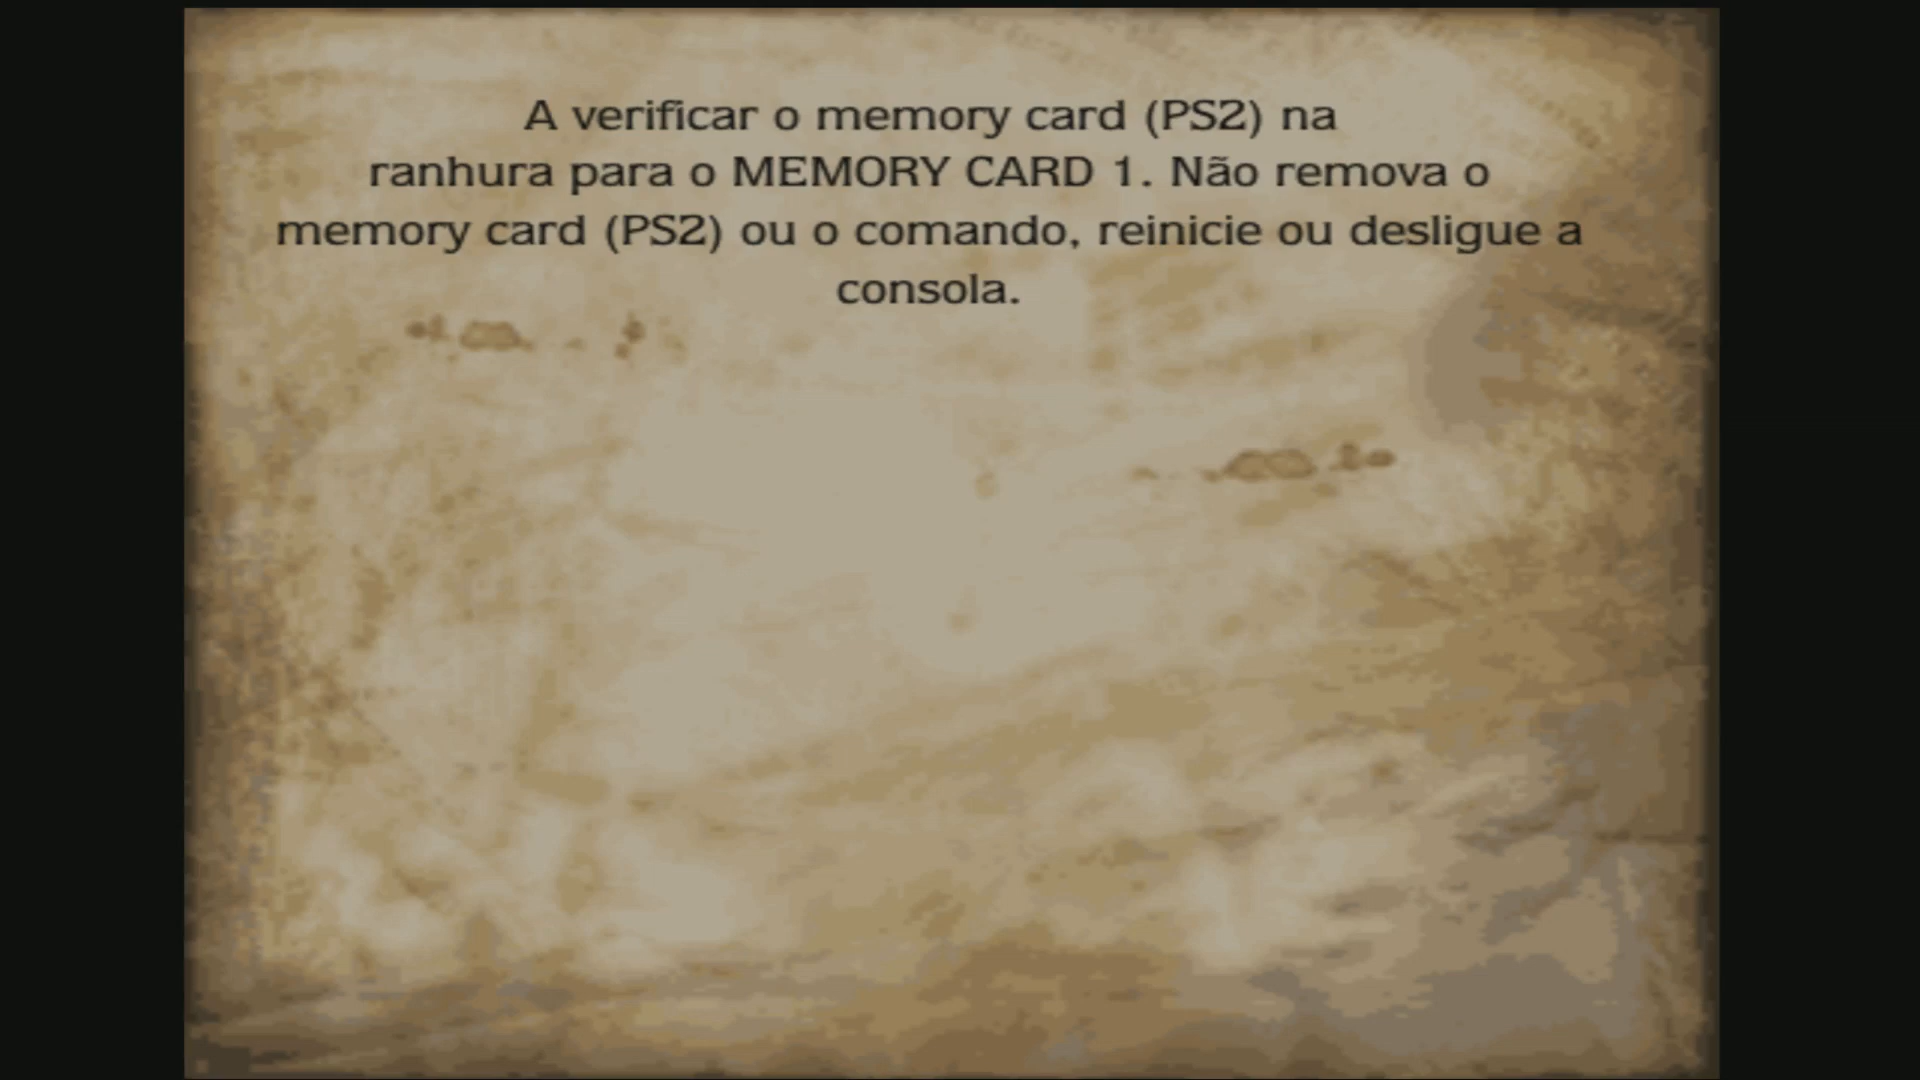 A verificar o memory card (PS2) na
ranhura para o MEMORY CARD 1. Não remova o
memory card (PS2) ou o comando, reinicie ou desligue a
consola.